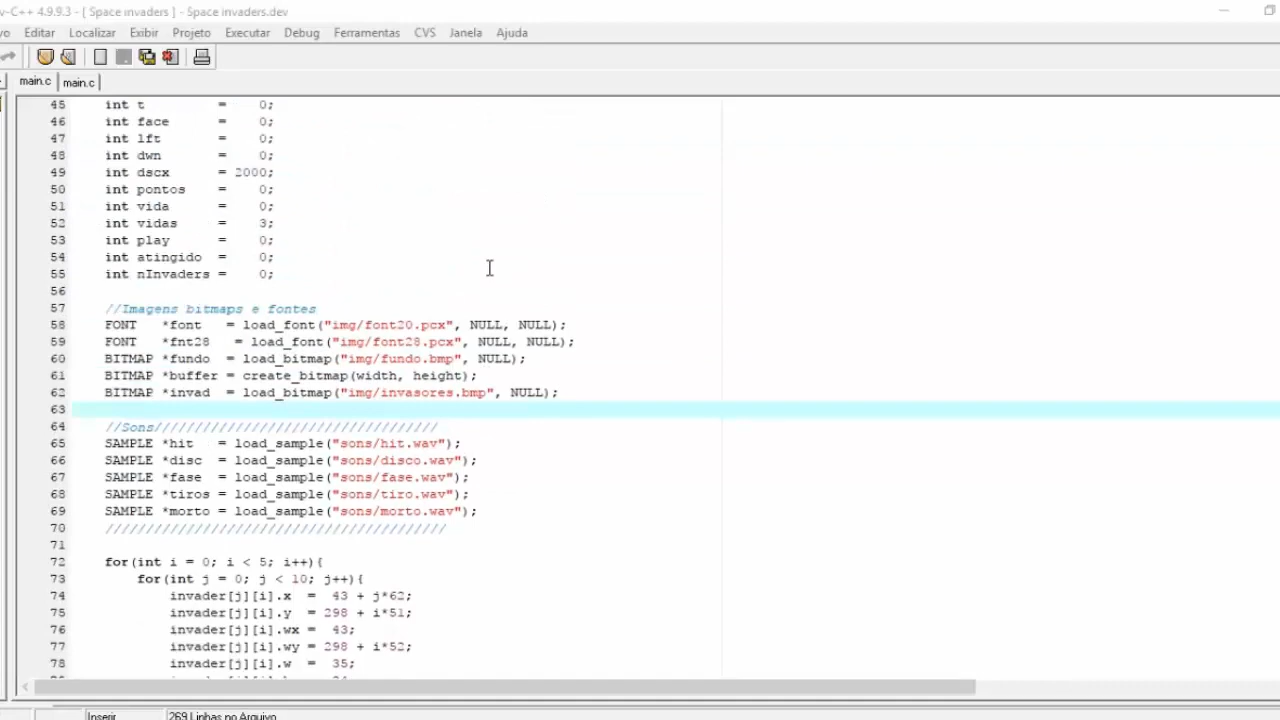 v-C++ 4.9.9.3 - [ Space invaders ] - Space invaders.dev
vo Editar Localizar Exibir Projeto Executar Debug Ferramentas CVS Janela Ajuda
main.c main.c
45 int t = 0;
46 int face = 0;
47 int lft = 0;
48 int dwn = 0;
49 int dscx = 2000;
50 int pontos = 0;
51 int vida = 0;
52 int vidas = 3;
53 int play = 0;
54 int atingido = 0;
55 int nInvaders = 0;
56
57 //Imagens bitmaps e fontes
58 FONT *font = load_font("img/font20.pcx", NULL, NULL);
59 FONT *fnt28 = load_font("img/font28.pcx", NULL, NULL);
60 BITMAP *fundo = load_bitmap("img/fundo.bmp", NULL);
61 BITMAP *buffer = create_bitmap(width, height);
62 BITMAP *invad = load_bitmap("img/invasores.bmp", NULL);
63
64 //Sons///////////////////////////////////
65 SAMPLE *hit = load_sample("sons/hit.wav");
66 SAMPLE *disc = load_sample("sons/disco.wav");
67 SAMPLE *fase = load_sample("sons/fase.wav");
68 SAMPLE *tiros = load_sample("sons/tiro.wav");
69 SAMPLE *morto = load_sample("sons/morto.wav");
70 //////////////////////////////////////////
71
72 for(int i = 0; i < 5; i++){
73 for(int j = 0; j < 10; j++){
74 invader[j][i].x = 43 + j*62;
75 invader[j][i].y = 298 + i*51;
76 invader[j][i].wx = 43;
77 invader[j][i].wy = 298 + i*52;
78 invader[j][i].w = 35;
Inserir 269 Linhas no Arquivo